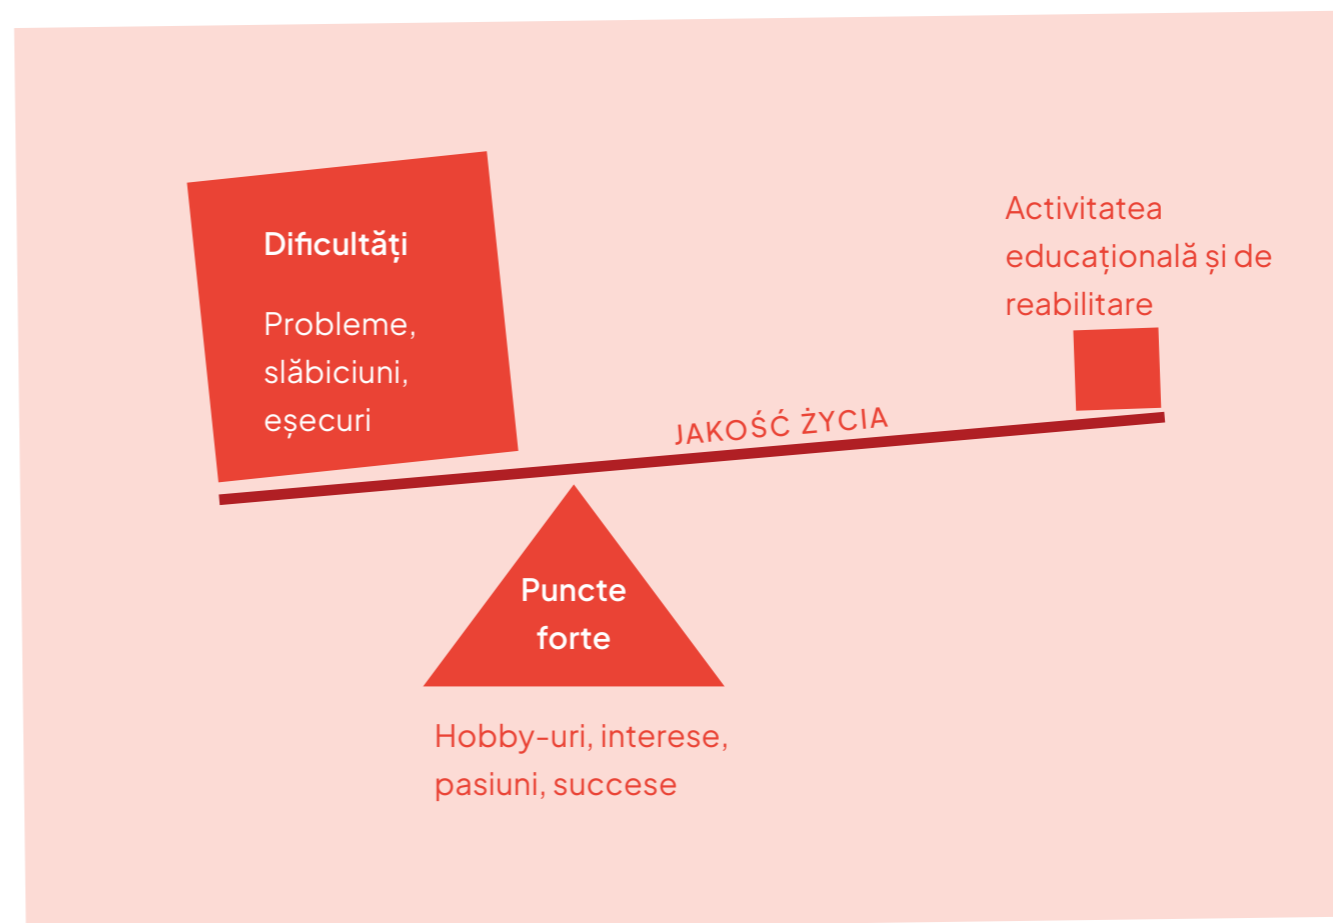 Dificultăți
Probleme,
slăbiciuni,
eșecuri
Activitatea
educațională și de
reabilitare
JAKOŚĆ ŻYCIA
Puncte
forte
Hobby-uri, interese,
pasiuni, succese